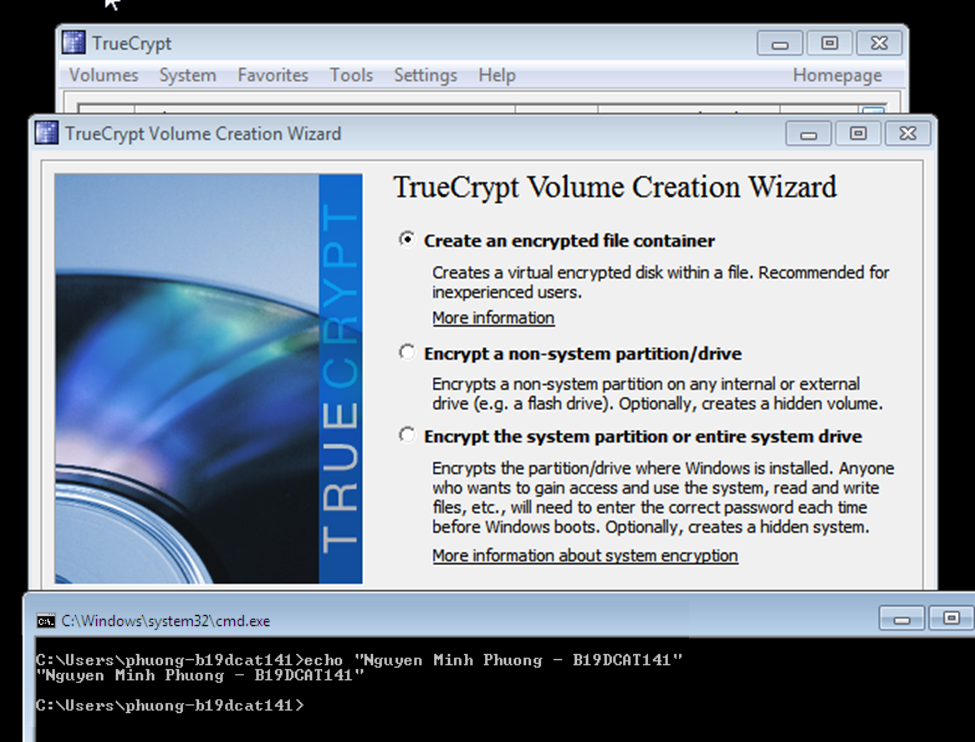 TrueCrypt
Volumes System Favorites Tools Settings Help Homepage
TrueCrypt Volume Creation Wizard
TRUECRYPT
TrueCrypt Volume Creation Wizard
Create an encrypted file container
Creates a virtual encrypted disk within a file. Recommended for
inexperienced users.
More information
Encrypt a non-system partition/drive
Encrypts a non-system partition on any internal or external
drive (e.g. a flash drive). Optionally, creates a hidden volume.
Encrypt the system partition or entire system drive
Encrypts the partition/drive where Windows is installed. Anyone
who wants to gain access and use the system, read and write
files, etc., will need to enter the correct password each time
before Windows boots. Optionally, creates a hidden system.
More information about system encryption
C:\Windows\system32\cmd.exe
C:\Users\phuong-b19dcat141>echo "Nguyen Minh Phuong - B19DCAT141"
"Nguyen Minh Phuong - B19DCAT141"
C:\Users\phuong-b19dcat141>